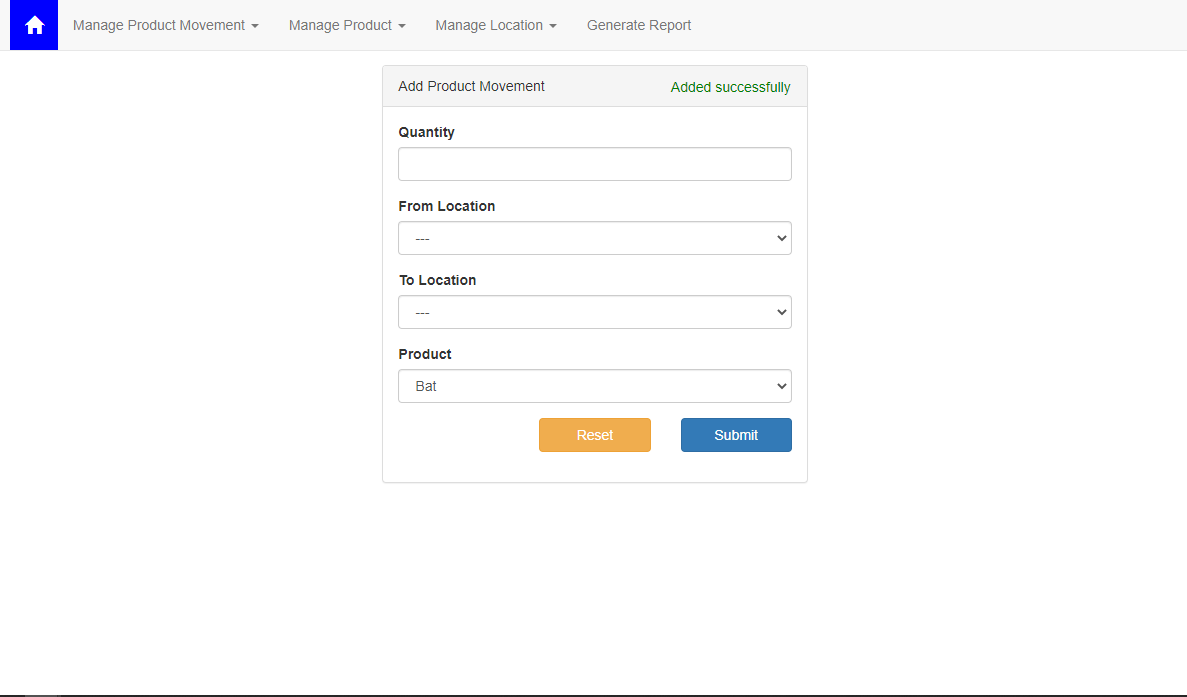 Manage Product Movement Manage Product Manage Location Generate Report
Add Product Movement Added successfully
Quantity
From Location
---
To Location
---
Product
Bat
Reset Submit